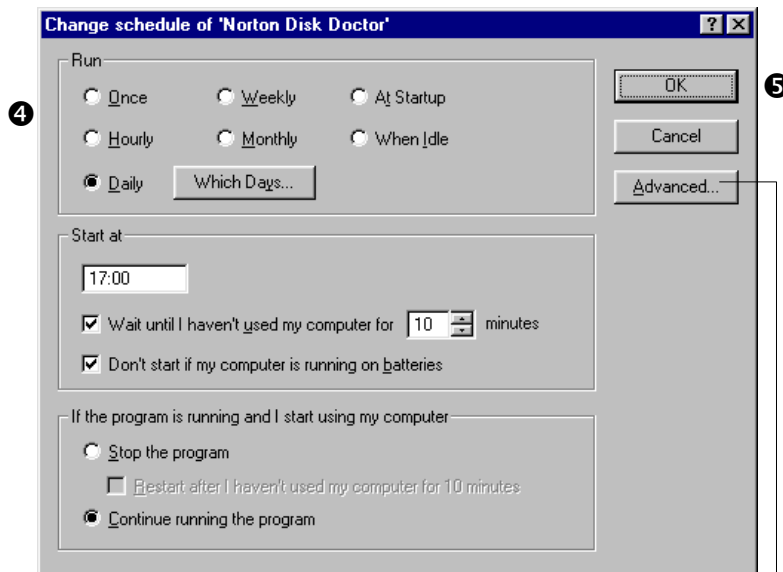 Change schedule of 'Norton Disk Doctor'
Run
Once Weekly At Startup
Hourly Monthly When Idle
Daily Which Days...
OK
Cancel
Advanced...
❹
❺
Start at
17:00
Wait until I haven't used my computer for 10 minutes
Don't start if my computer is running on batteries
If the program is running and I start using my computer
Stop the program
Restart after I haven't used my computer for 10 minutes
Continue running the program